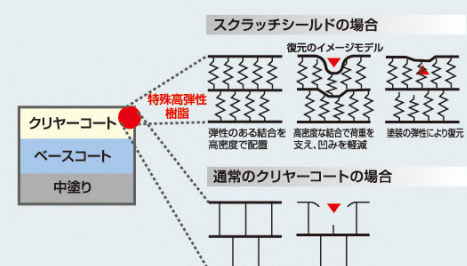 スクラッチシールドの場合
復元のイメージモデル
特殊高弾性
樹脂
クリヤーコート
ベースコート
中塗り
弾性のある結合を
高密度で配置
高密度な結合で荷重を
支え、凹みを軽減
塗装の弾性により復元
通常のクリヤーコートの場合